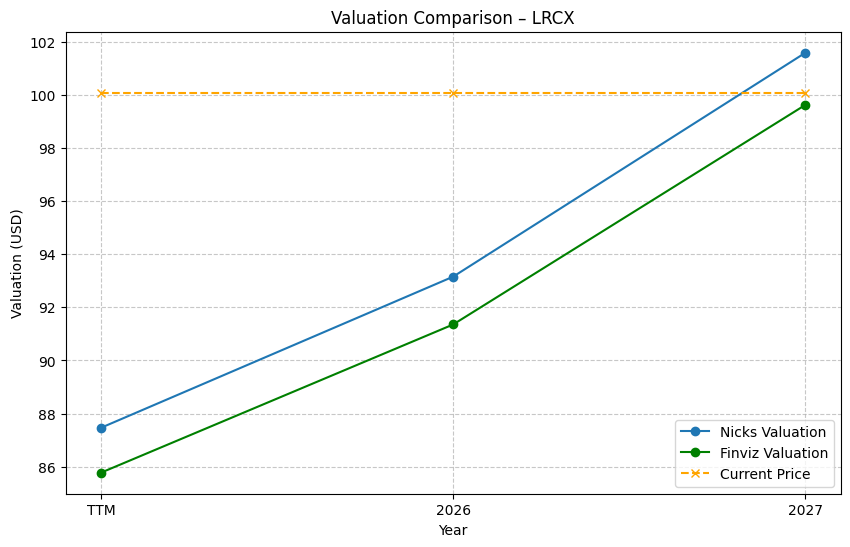 Valuation Comparison – LRCX
Valuation (USD)
102
100
98
96
94
92
90
88
86
TTM
2026
2027
Year
Nicks Valuation
Finviz Valuation
Current Price